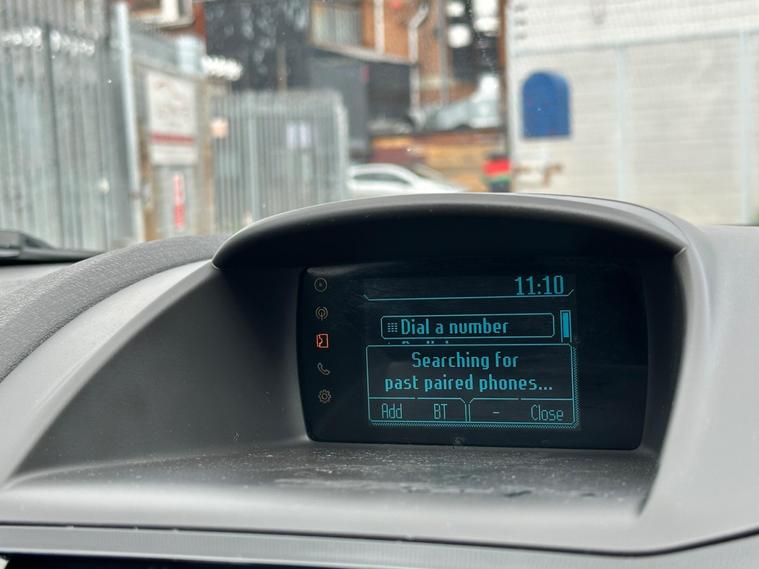 11:10
Dial a number
Searching for
past paired phones...
Add BT - Close